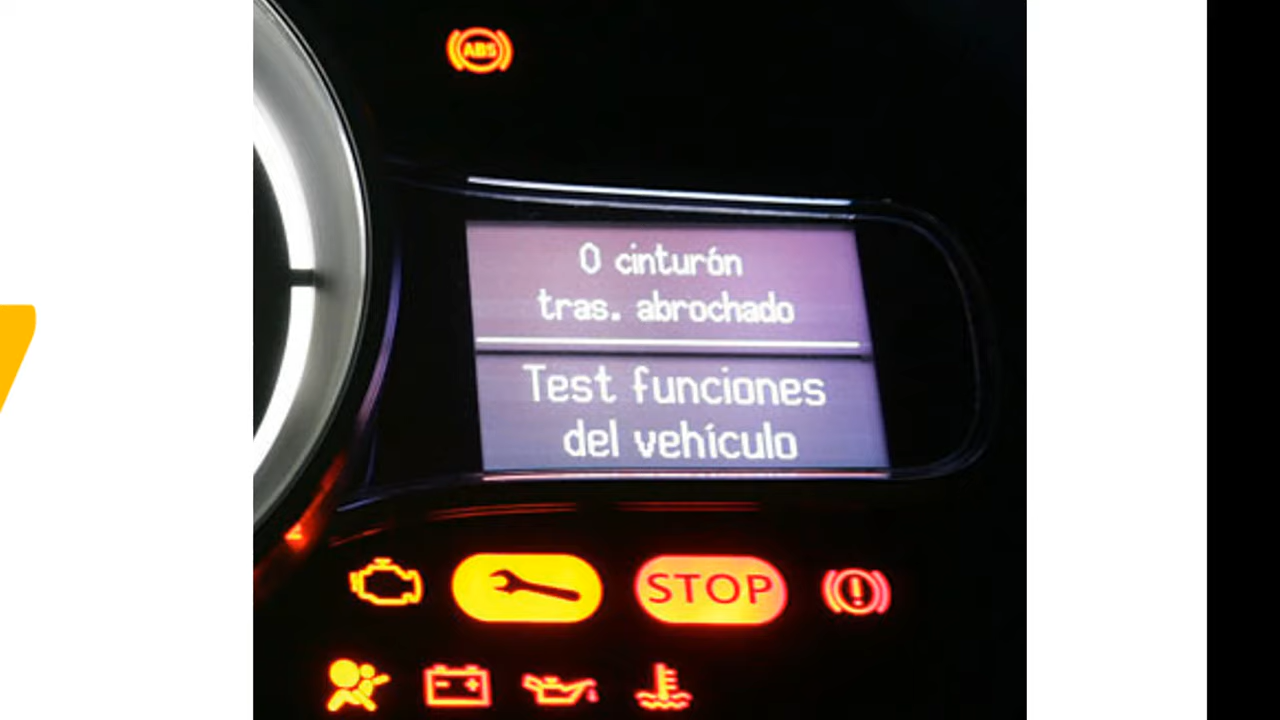 ABS
0 cinturón
tras. abrochado
Test funciones
del vehículo
STOP